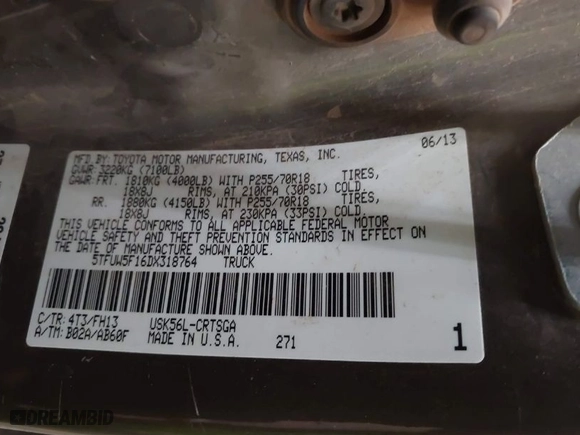 MFD. BY: TOYOTA MOTOR MANUFACTURING, TEXAS, INC. 06/13
GVWR: 3220KG (7100LB)
GAWR: FRT. 1810KG (4000LB) WITH P255/70R18 TIRES,
18X8J RIMS, AT 210KPA (30PSI) COLD.
RR. 1880KG (4150LB) WITH P255/70R18 TIRES,
18X8J RIMS, AT 230KPA (33PSI) COLD.
THIS VEHICLE CONFORMS TO ALL APPLICABLE FEDERAL MOTOR
VEHICLE SAFETY AND THEFT PREVENTION STANDARDS IN EFFECT ON
THE DATE OF MANUFACTURE SHOWN ABOVE.
5TFUW5F16DX318764 TRUCK
C/TR: 4T3/FH13 USK56L-CRTSGA
A/TM: B02A/AB60F MADE IN U.S.A. 271 1
DREAMBID